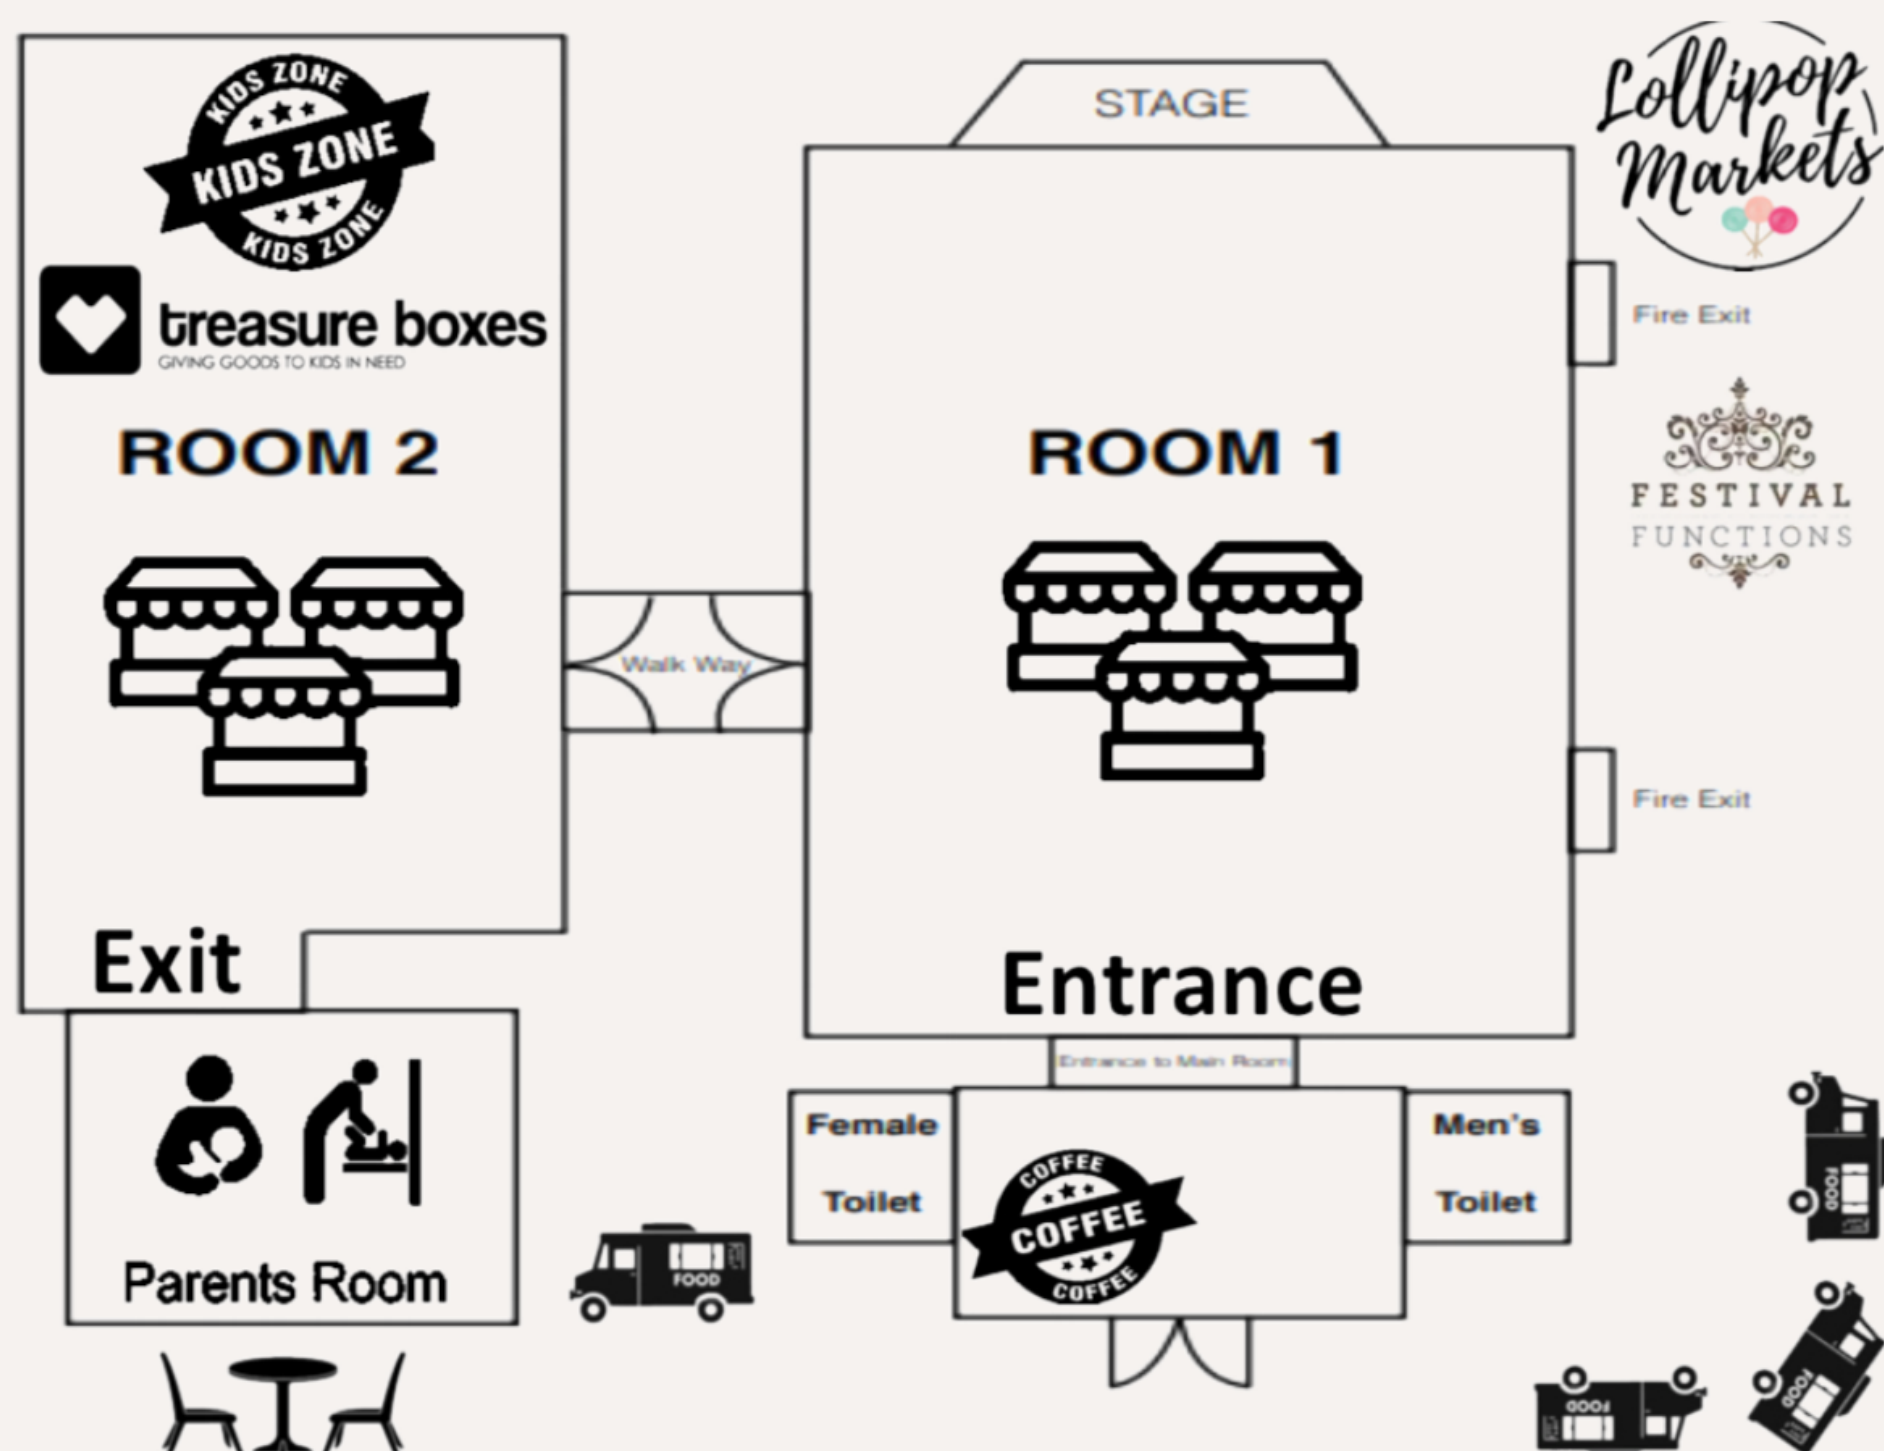 KIDS ZONE
KIDS ZONE
KIDS ZONE
treasure boxes
GIVING GOODS TO KIDS IN NEED
ROOM 2
Exit
Parents Room
Walk Way
STAGE
ROOM 1
Entrance
Entrance to Main Room
Female
Toilet
COFFEE
COFFEE
COFFEE
Men's
Toilet
Lollipop
Markets
Fire Exit
FESTIVAL
FUNCTIONS
Fire Exit
FOOD
FOOD
FOOD
FOOD